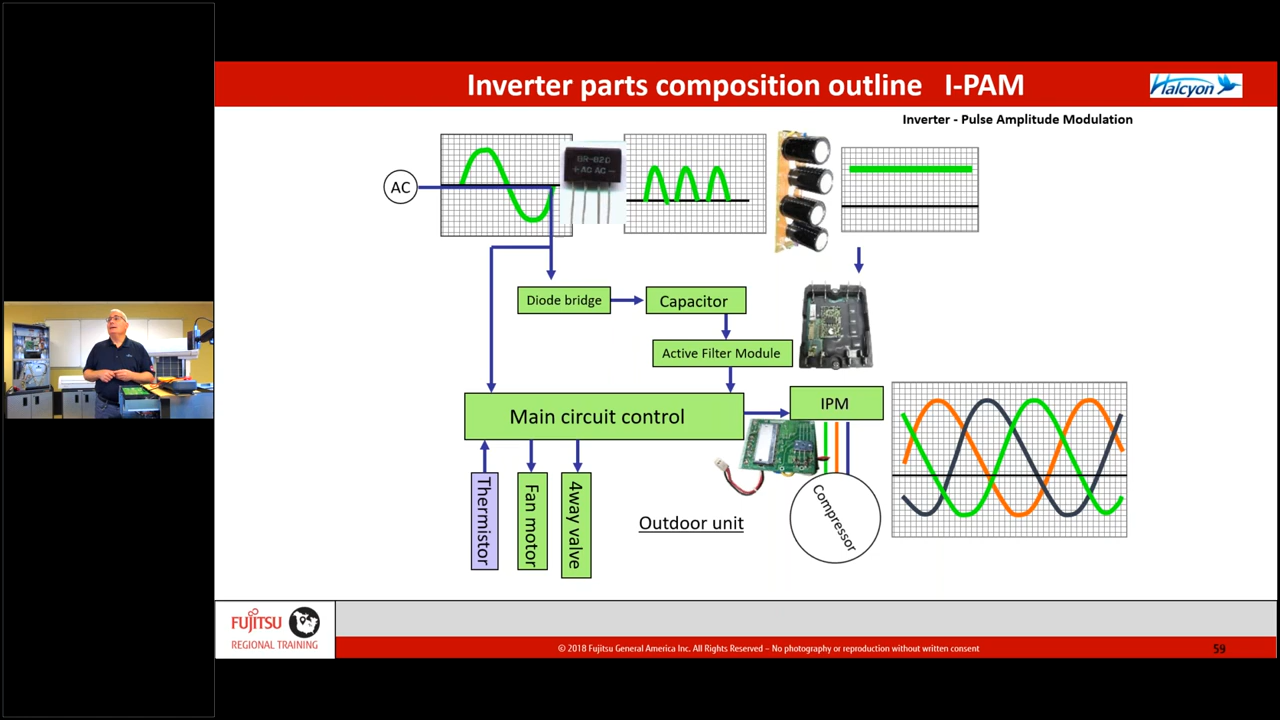 Inverter parts composition outline I-PAM
Halcyon
Inverter - Pulse Amplitude Modulation
AC
Diode bridge
Capacitor
Active Filter Module
Main circuit control
IPM
Thermistor
Fan motor
4way valve
Outdoor unit
Compressor
FUJITSU
REGIONAL TRAINING
© 2018 Fujitsu General America Inc. All Rights Reserved – No photography or reproduction without written consent
59